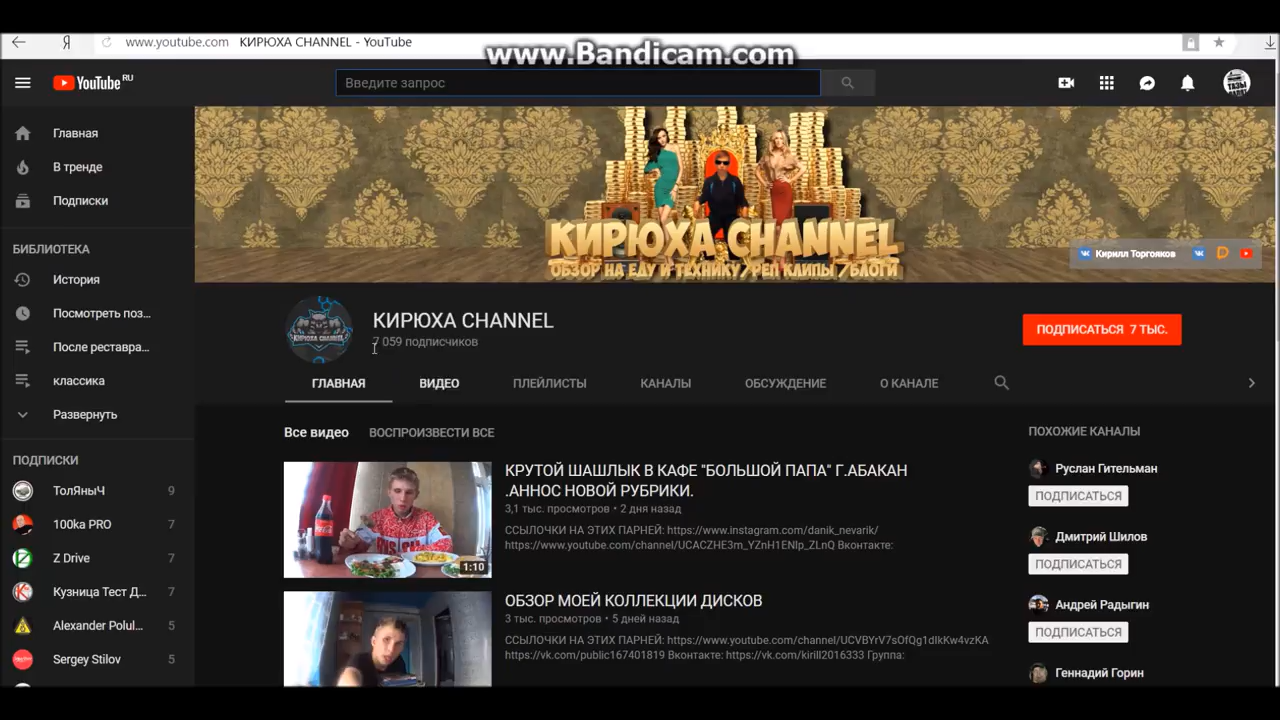 www.youtube.com КИРЮХА CHANNEL - YouTube
www.Bandicam.com
YouTube RU
Введите запрос
Главная
В тренде
Подписки
БИБЛИОТЕКА
История
Посмотреть поз...
После реставра...
классика
Развернуть
ПОДПИСКИ
ТолЯныЧ 9
100ka PRO 7
Z Drive 7
Кузница Тест Д... 7
Alexander Polul... 5
Sergey Stilov 5
КИРЮХА CHANNEL
ОБЗОР НА ЕДУ И ТЕХНИКУ/РЕП КЛИПЫ/БЛОГИ
Кирилл Торгояков
КИРЮХА CHANNEL
КИРЮХА CHANNEL
7 059 подписчиков
ПОДПИСАТЬСЯ 7 ТЫС.
ГЛАВНАЯ ВИДЕО ПЛЕЙЛИСТЫ КАНАЛЫ ОБСУЖДЕНИЕ О КАНАЛЕ
Все видео ВОСПРОИЗВЕСТИ ВСЕ
КРУТОЙ ШАШЛЫК В КАФЕ "БОЛЬШОЙ ПАПА" Г.АБАКАН
.АННОС НОВОЙ РУБРИКИ.
3,1 тыс. просмотров • 2 дня назад
ССЫЛОЧКИ НА ЭТИХ ПАРНЕЙ: https://www.instagram.com/danik_nevarik/
https://www.youtube.com/channel/UCACZHE3m_YZnH1ENlp_ZLnQ Вконтакте:
1:10
ОБЗОР МОЕЙ КОЛЛЕКЦИИ ДИСКОВ
3 тыс. просмотров • 5 дней назад
ССЫЛОЧКИ НА ЭТИХ ПАРНЕЙ: https://www.youtube.com/channel/UCVBYrV7sOfQg1dlkKw4vzKA
https://vk.com/public167401819 Вконтакте: https://vk.com/kirill2016333 Группа:
ПОХОЖИЕ КАНАЛЫ
Руслан Гительман
ПОДПИСАТЬСЯ
Дмитрий Шилов
ПОДПИСАТЬСЯ
Андрей Радыгин
ПОДПИСАТЬСЯ
Геннадий Горин